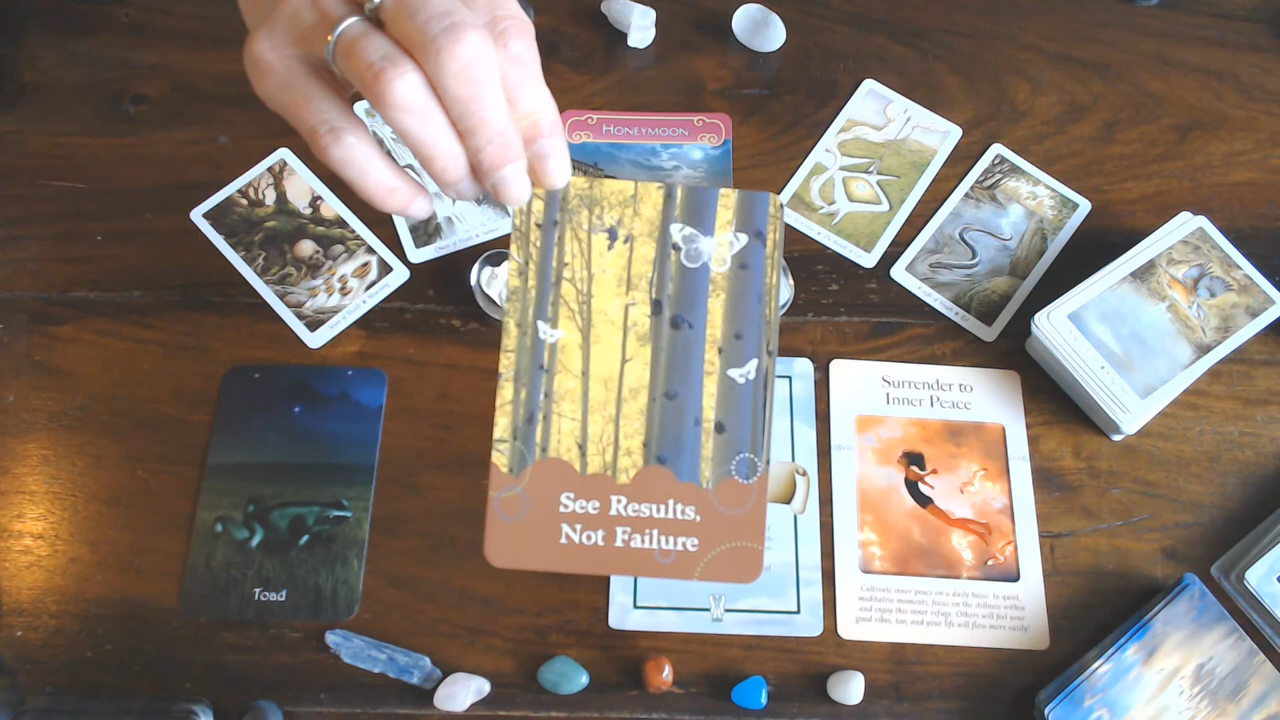 HONEYMOON
See Results,
Not Failure
Surrender to
Inner Peace
Cultivate inner peace on a daily basis. In quiet,
meditative moments, focus on the stillness within
and enjoy this inner refuge. Others will feel your
good vibes, too, and your life will flow more easily!
Toad